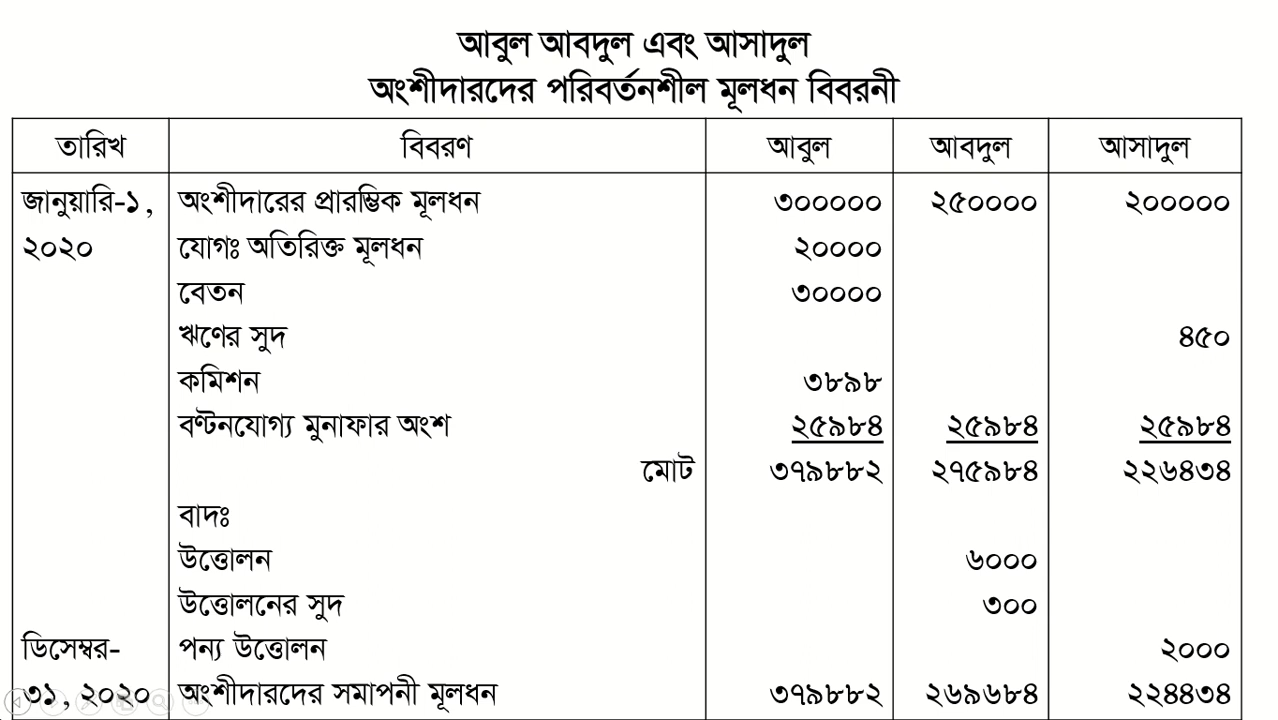 আবুল আবদুল এবং আসাদুল
অংশীদারদের পরিবর্তনশীল মূলধন বিবরনী
তারিখ বিবরণ আবুল আবদুল আসাদুল
জানুয়ারি-১, অংশীদারের প্রারম্ভিক মূলধন ৩০০০০০ ২৫০০০০ ২০০০০০
২০২০ যোগঃ অতিরিক্ত মূলধন ২০০০০
বেতন ৩০০০০
ঋণের সুদ ৪৫০
কমিশন ৩৮৯৮
বণ্টনযোগ্য মুনাফার অংশ ২৫৯৮৪ ২৫৯৮৪ ২৫৯৮৪
মোট ৩৭৯৮৮২ ২৭৫৯৮৪ ২২৬৪৩৪
বাদঃ
উত্তোলন ৬০০০
উত্তোলনের সুদ ৩০০
ডিসেম্বর- পন্য উত্তোলন ২০০০
৩১, ২০২০ অংশীদারদের সমাপনী মূলধন ৩৭৯৮৮২ ২৬৯৬৮৪ ২২৪৪৩৪